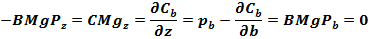 −BMgP_z = CMg_z = ∂C_b/∂z = p_b − ∂C_b/∂b = BMgP_b = 0